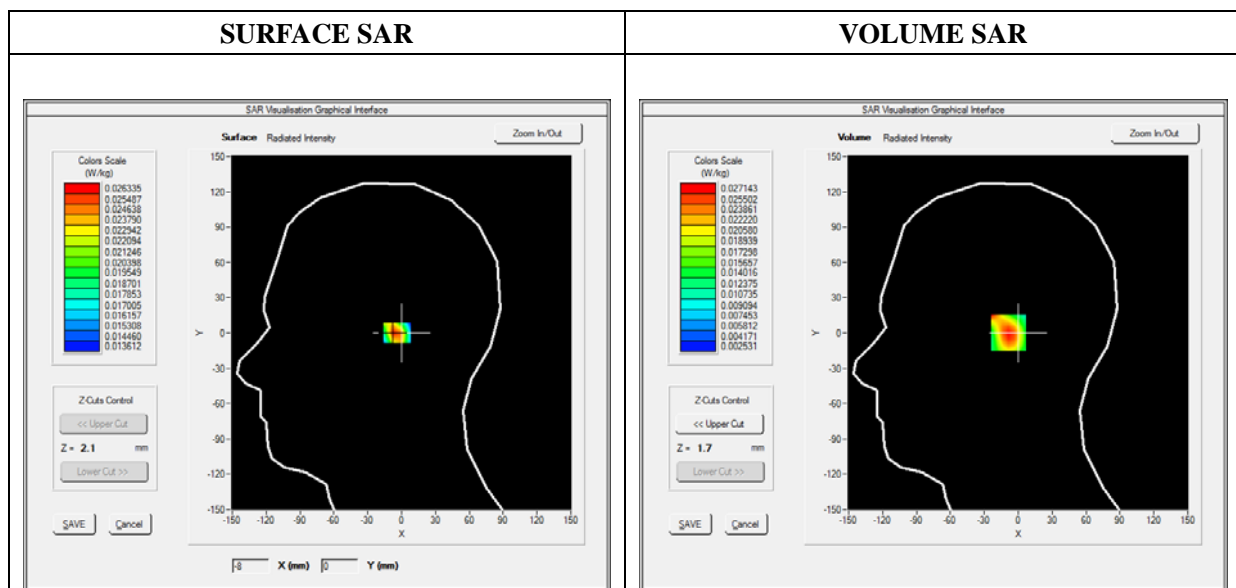 SURFACE SAR
VOLUME SAR
SAR Visualisation Graphical Interface
Surface Radiated Intensity
Zoom In/Out
Colors Scale
(W/kg)
0.026335
0.025487
0.024638
0.023790
0.022942
0.022094
0.021246
0.020398
0.019549
0.018701
0.017853
0.017005
0.016157
0.015308
0.014460
0.013612
Z-Cuts Control
<< Upper Cut
Z = 2.1 mm
Lower Cut >>
SAVE Cancel
150
120
90
60
30
0
-30
-60
-90
-120
-150
Y
-150 -120 -90 -60 -30 0 30 60 90 120 150
X
-8 X (mm) 0 Y (mm)
SAR Visualisation Graphical Interface
Volume Radiated Intensity
Zoom In/Out
Colors Scale
(W/kg)
0.027143
0.025502
0.023861
0.022220
0.020580
0.018939
0.017298
0.015657
0.014016
0.012375
0.010735
0.009094
0.007453
0.005812
0.004171
0.002531
Z-Cuts Control
<< Upper Cut
Z = 1.7 mm
Lower Cut >>
SAVE Cancel
150
120
90
60
30
0
-30
-60
-90
-120
-150
Y
-150 -120 -90 -60 -30 0 30 60 90 120 150
X